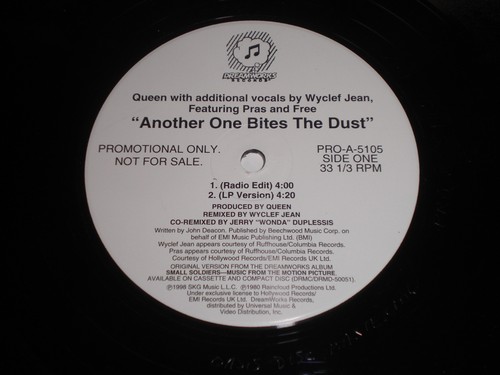 DREAMWORKS
RECORDS
Queen with additional vocals by Wyclef Jean,
Featuring Pras and Free
"Another One Bites The Dust"
PROMOTIONAL ONLY.
NOT FOR SALE.
PRO-A-5105
SIDE ONE
33 1/3 RPM
1. (Radio Edit) 4:00
2. (LP Version) 4:20
PRODUCED BY QUEEN
REMIXED BY WYCLEF JEAN
CO-REMIXED BY JERRY "WONDA" DUPLESSIS
Written by John Deacon. Published by Beechwood Music Corp. on
behalf of EMI Music Publishing Ltd. (BMI)
Wyclef Jean appears courtesy of Ruffhouse/Columbia Records.
Pras appears courtesy of Ruffhouse/Columbia Records.
Courtesy of Hollywood Records/EMI Records UK Ltd.
ORIGINAL VERSION FROM THE DREAMWORKS ALBUM
SMALL SOLDIERS—MUSIC FROM THE MOTION PICTURE.
AVAILABLE ON CASSETTE AND COMPACT DISC (DRMC/DRMD-50051).
℗1998 SKG Music L.L.C. ℗1980 Raincloud Productions Ltd.
Under exclusive license to Hollywood Records/
EMI Records UK Ltd. DreamWorks Records,
distributed by Universal Music &
Video Distribution, Inc.